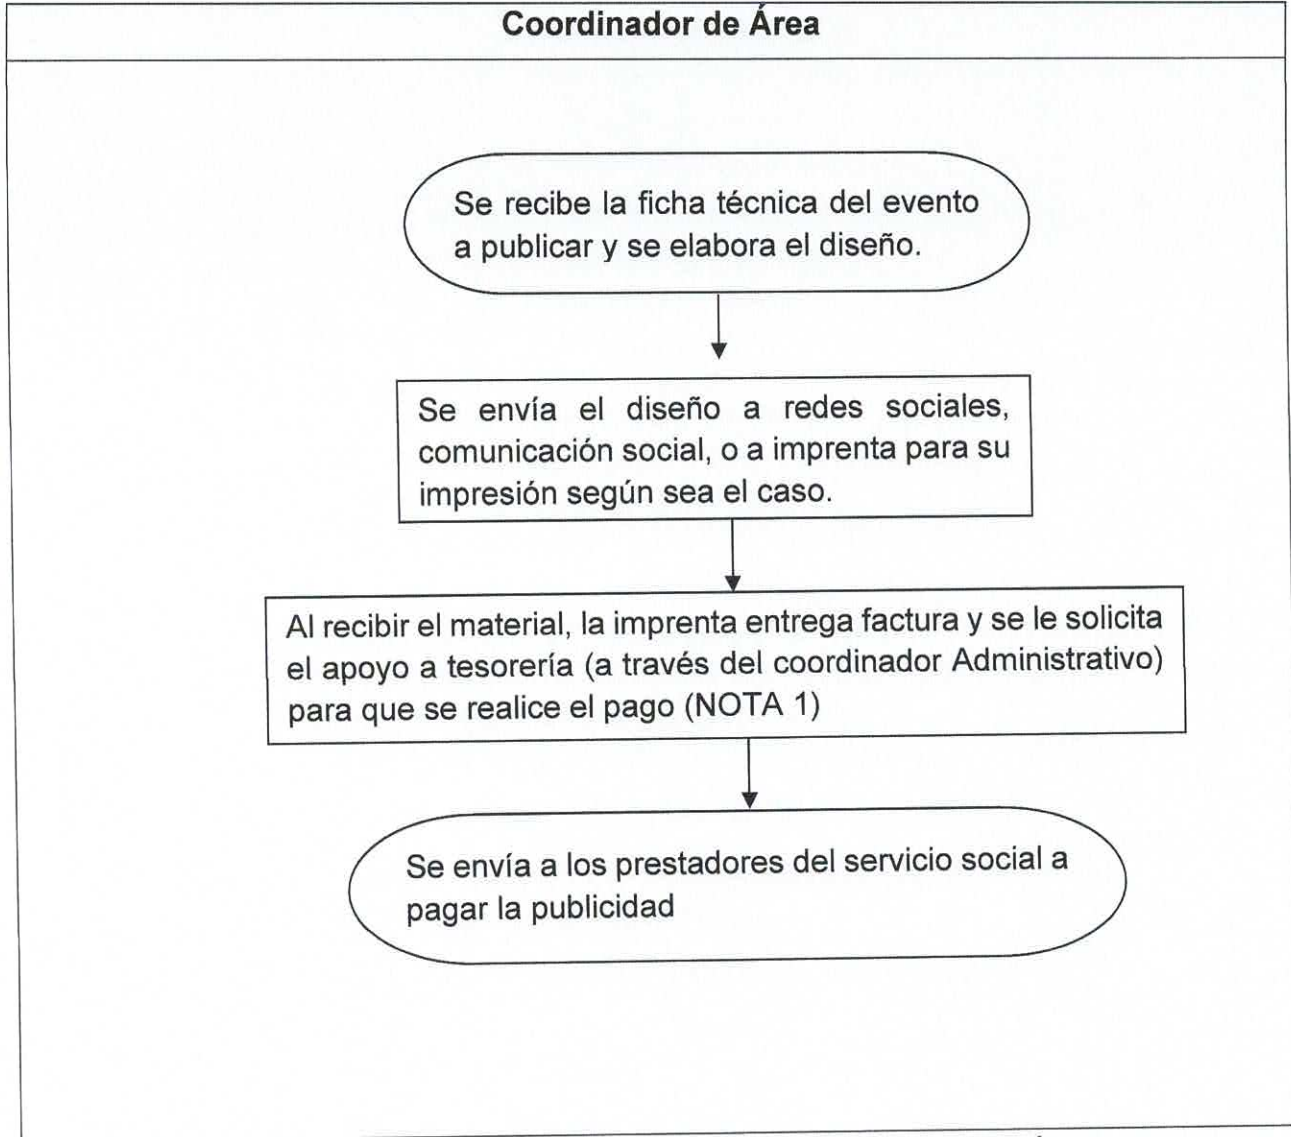 Coordinador de Área
Se recibe la ficha técnica del evento
a publicar y se elabora el diseño.
Se envía el diseño a redes sociales,
comunicación social, o a imprenta para su
impresión según sea el caso.
Al recibir el material, la imprenta entrega factura y se le solicita
el apoyo a tesorería (a través del coordinador Administrativo)
para que se realice el pago (NOTA 1)
Se envía a los prestadores del servicio social a
pagar la publicidad